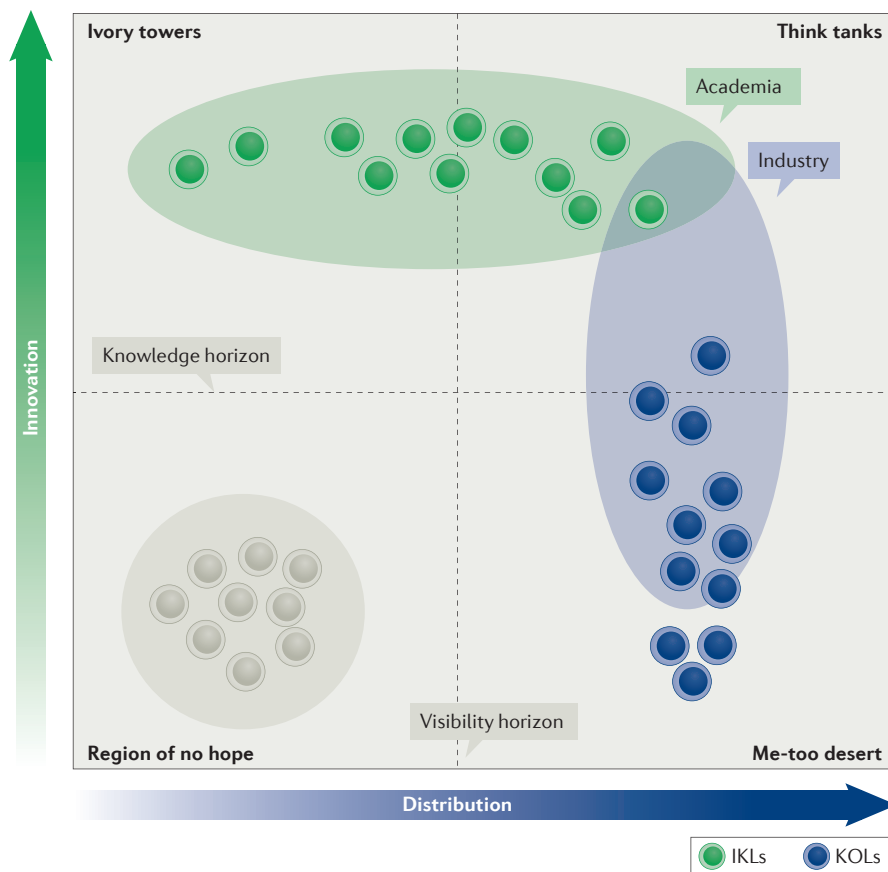 Ivory towers
Think tanks
Academia
Industry
Knowledge horizon
Innovation
Visibility horizon
Region of no hope
Me-too desert
Distribution
IKLs
KOLs